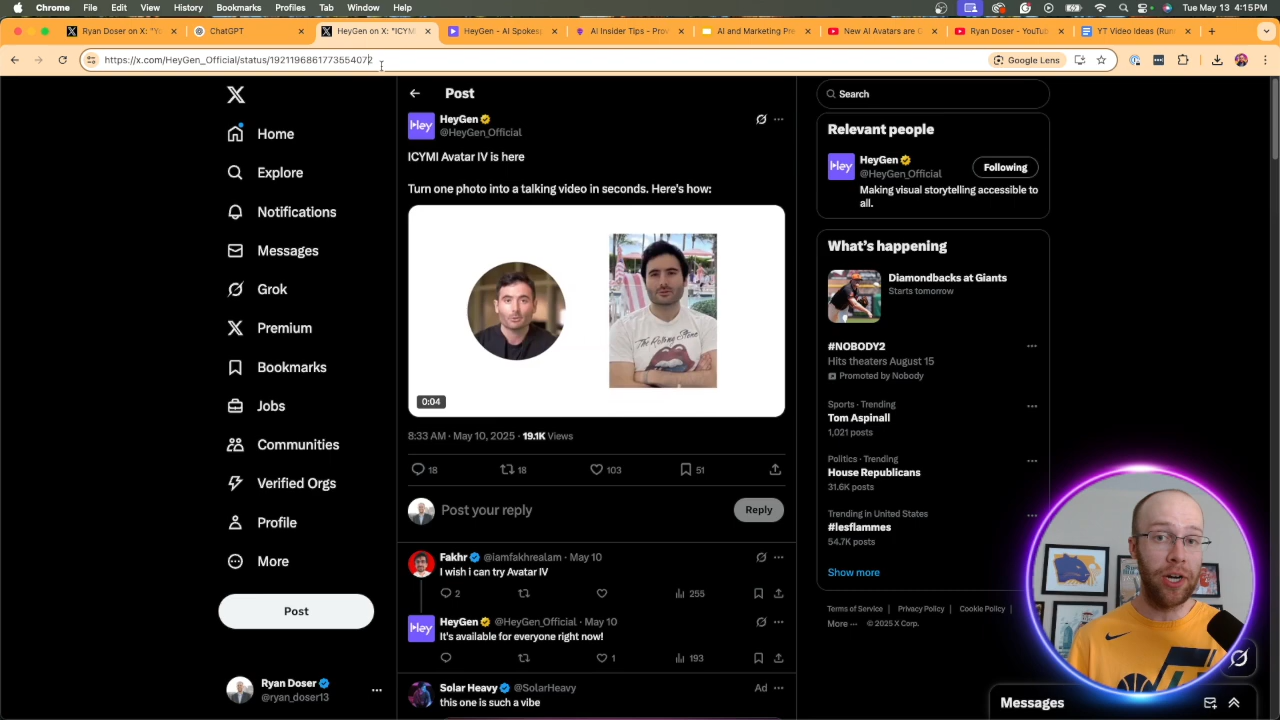 Chrome File Edit View History Bookmarks Profiles Tab Window Help
Tue May 13 4:15 PM
Ryan Doser on X: "Yo
ChatGPT
HeyGen on X: "ICYMI
HeyGen - AI Spokesp
AI Insider Tips - Prov
AI and Marketing Pre
New AI Avatars are G
Ryan Doser - YouTub
YT Video Ideas (Run
https://x.com/HeyGen_Official/status/1921196861773554072
Google Lens
Home
Explore
Notifications
Messages
Grok
Premium
Bookmarks
Jobs
Communities
Verified Orgs
Profile
More
Post
Ryan Doser
@ryan_doser13
Post
HeyGen
@HeyGen_Official
ICYMI Avatar IV is here
Turn one photo into a talking video in seconds. Here's how:
The Rolling Stone
0:04
8:33 AM · May 10, 2025 · 19.1K Views
18 18 103 51
Post your reply
Reply
Fakhr @iamfakhrealam · May 10
I wish i can try Avatar IV
2 255
HeyGen @HeyGen_Official · May 10
It's available for everyone right now!
1 193
Solar Heavy @SolarHeavy Ad
this one is such a vibe
Search
Relevant people
HeyGen
@HeyGen_Official
Following
Making visual storytelling accessible to
all.
What's happening
Diamondbacks at Giants
Starts tomorrow
#NOBODY2
Hits theaters August 15
Promoted by Nobody
Sports · Trending
Tom Aspinall
1,021 posts
Politics · Trending
House Republicans
31.6K posts
Trending in United States
#lesflammes
54.7K posts
Show more
Terms of Service | Privacy Policy | Cookie Policy |
More ··· © 2025 X Corp.
Messages